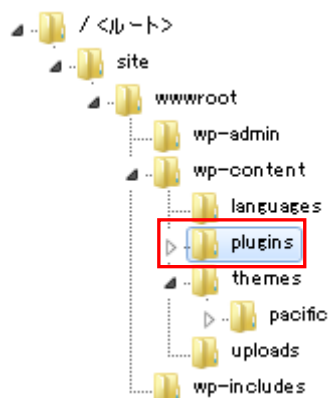 / <ルート>
site
wwwroot
wp-admin
wp-content
languages
plugins
themes
pacific
uploads
wp-includes